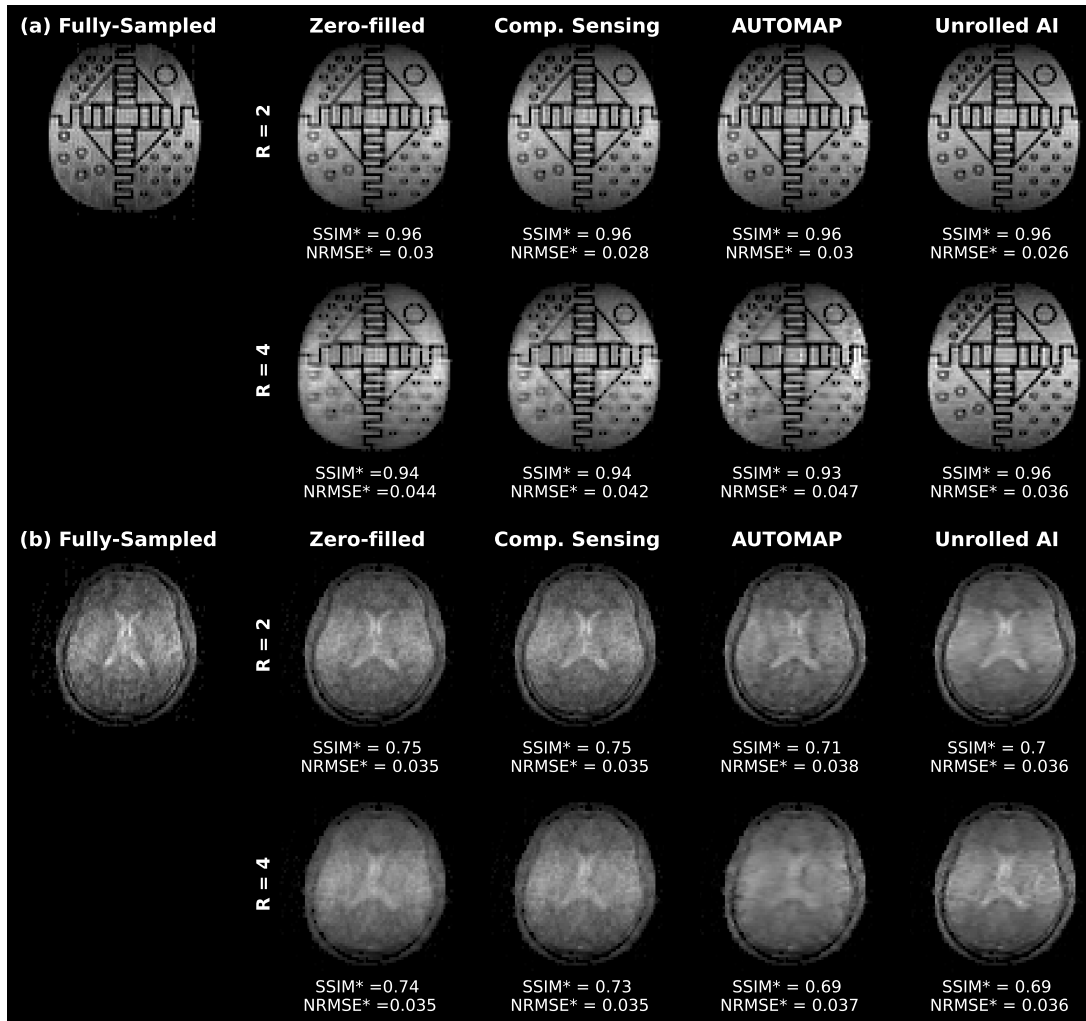 (a) Fully-Sampled Zero-filled Comp. Sensing AUTOMAP Unrolled AI
R = 2
SSIM* = 0.96 SSIM* = 0.96 SSIM* = 0.96 SSIM* = 0.96
NRMSE* = 0.03 NRMSE* = 0.028 NRMSE* = 0.03 NRMSE* = 0.026
R = 4
SSIM* =0.94 SSIM* = 0.94 SSIM* = 0.93 SSIM* = 0.96
NRMSE* =0.044 NRMSE* = 0.042 NRMSE* = 0.047 NRMSE* = 0.036
(b) Fully-Sampled Zero-filled Comp. Sensing AUTOMAP Unrolled AI
R = 2
SSIM* = 0.75 SSIM* = 0.75 SSIM* = 0.71 SSIM* = 0.7
NRMSE* = 0.035 NRMSE* = 0.035 NRMSE* = 0.038 NRMSE* = 0.036
R = 4
SSIM* =0.74 SSIM* = 0.73 SSIM* = 0.69 SSIM* = 0.69
NRMSE* =0.035 NRMSE* = 0.035 NRMSE* = 0.037 NRMSE* = 0.036